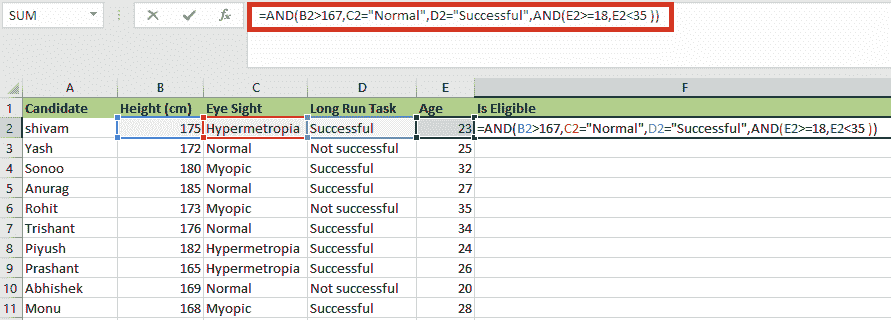 SUM =AND(B2>167,C2="Normal",D2="Successful",AND(E2>=18,E2<35 ))
A B C D E F
1 Candidate Height (cm) Eye Sight Long Run Task Age Is Eligible
2 shivam 175 Hypermetropia Successful 23 =AND(B2>167,C2="Normal",D2="Successful",AND(E2>=18,E2<35 ))
3 Yash 172 Normal Not successful 25
4 Sonoo 180 Myopic Successful 32
5 Anurag 185 Normal Successful 27
6 Rohit 173 Myopic Not successful 35
7 Trishant 176 Normal Successful 34
8 Piyush 182 Hypermetropia Successful 24
9 Prashant 165 Hypermetropia Successful 26
10 Abhishek 169 Normal Not successful 20
11 Monu 168 Myopic Successful 28